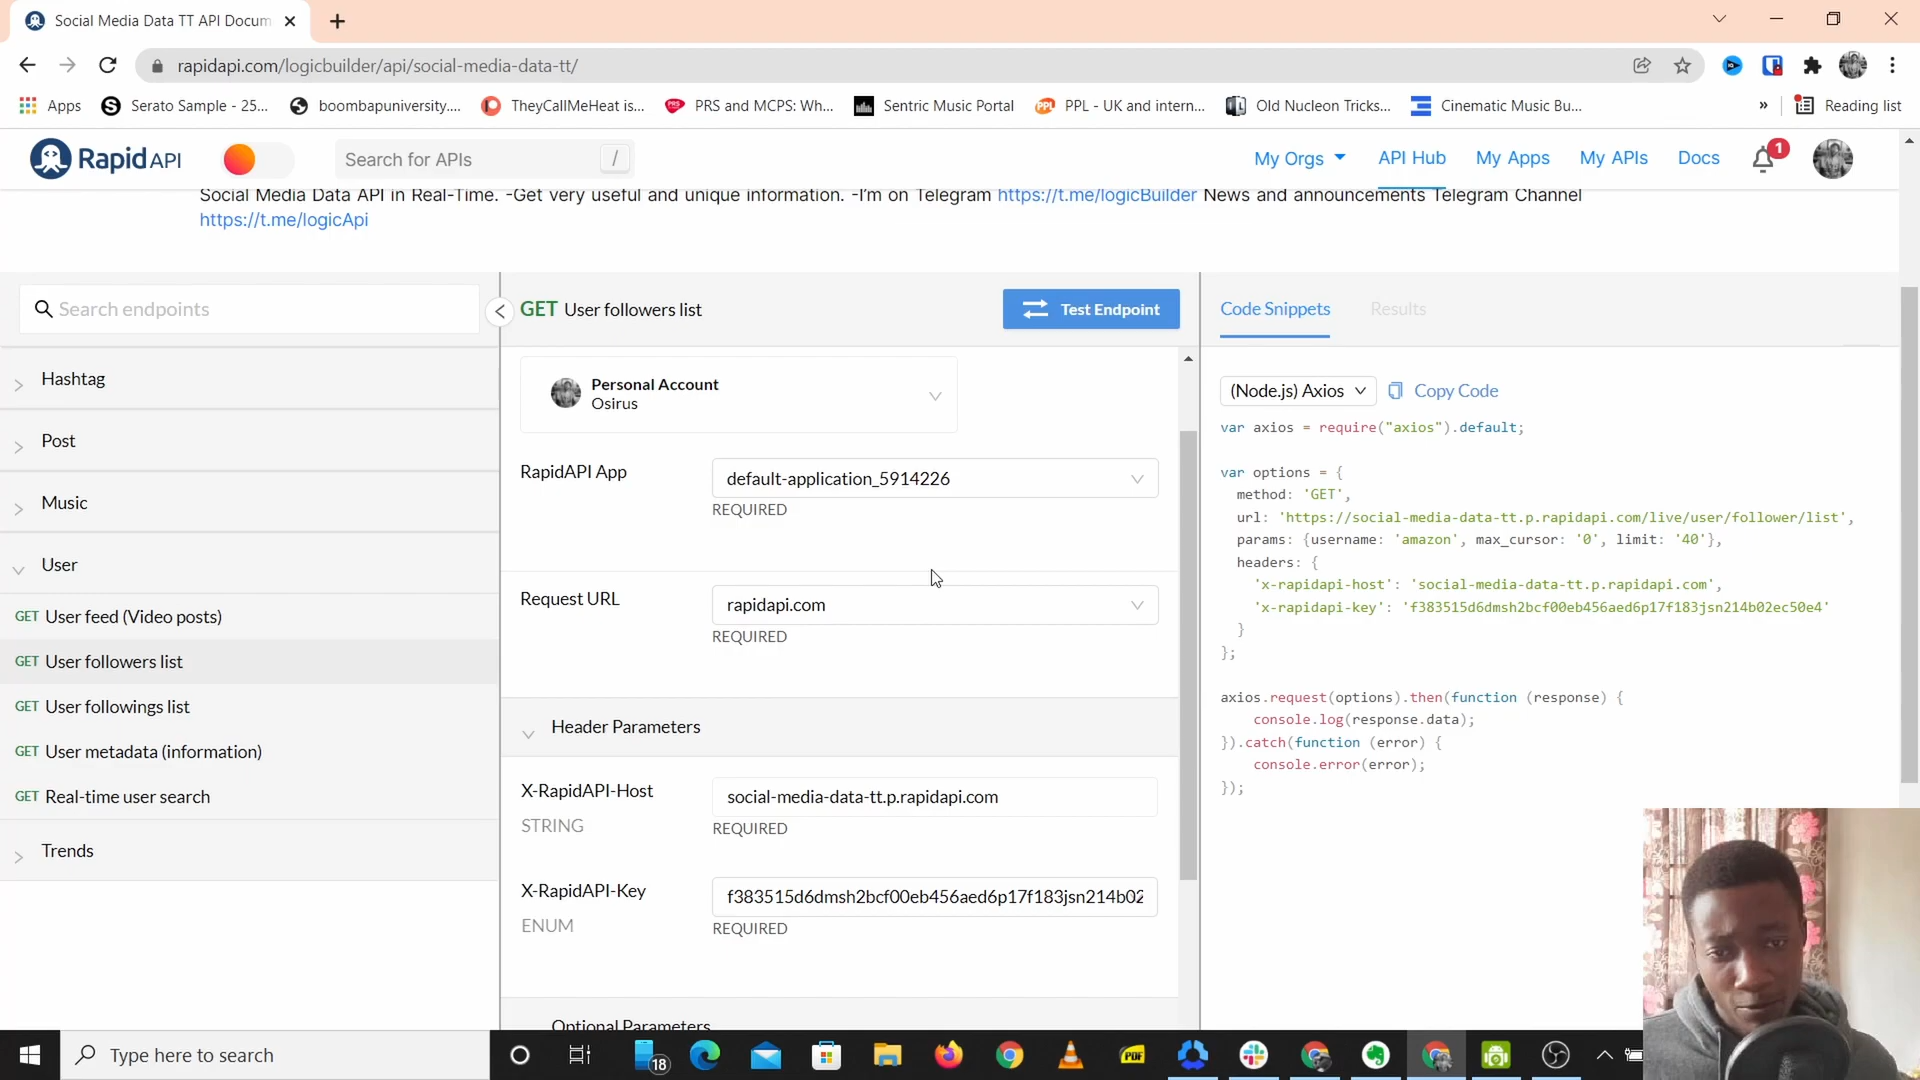 Social Media Data TT API Docum
rapidapi.com/logicbuilder/api/social-media-data-tt/
Apps
Serato Sample - 25...
boombapuniversity....
TheyCallMeHeat is...
PRS and MCPS: Wh...
Sentric Music Portal
PPL - UK and intern...
Old Nucleon Tricks...
Cinematic Music Bu...
»
Reading list
Rapid API
Search for APIs
/
My Orgs
API Hub
My Apps
My APIs
Docs
1
Social Media Data API in Real-Time. -Get very useful and unique information. -I'm on Telegram https://t.me/logicBuilder News and announcements Telegram Channel
https://t.me/logicApi
Search endpoints
Hashtag
Post
Music
User
GET User feed (Video posts)
GET User followers list
GET User followings list
GET User metadata (information)
GET Real-time user search
Trends
GET User followers list
Test Endpoint
Personal Account
Osirus
RapidAPI App
default-application_5914226
REQUIRED
Request URL
rapidapi.com
REQUIRED
Header Parameters
X-RapidAPI-Host
social-media-data-tt.p.rapidapi.com
STRING
REQUIRED
X-RapidAPI-Key
f383515d6dmsh2bcf00eb456aed6p17f183jsn214b02
ENUM
REQUIRED
Optional Parameters
Code Snippets
Results
(Node.js) Axios
Copy Code
var axios = require("axios").default;
var options = {
method: 'GET',
url: 'https://social-media-data-tt.p.rapidapi.com/live/user/follower/list',
params: {username: 'amazon', max_cursor: '0', limit: '40'},
headers: {
'x-rapidapi-host': 'social-media-data-tt.p.rapidapi.com',
'x-rapidapi-key': 'f383515d6dmsh2bcf00eb456aed6p17f183jsn214b02ec50e4'
}
};
axios.request(options).then(function (response) {
console.log(response.data);
}).catch(function (error) {
console.error(error);
});
Type here to search
18
PDF